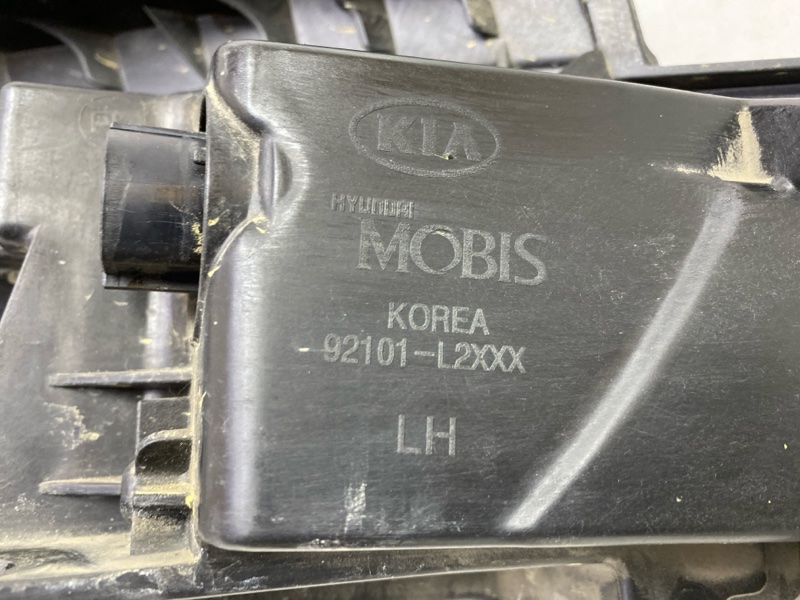 KIA
HYUNDAI
MOBIS
KOREA
92101-L2XXX
LH